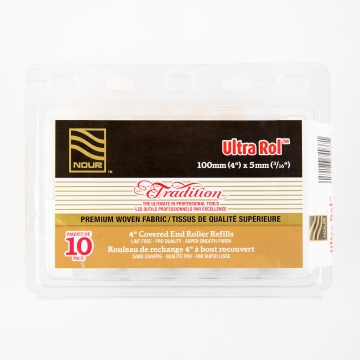 NOUR™
Ultra Rol™
100mm (4") x 5mm (3/16")
Tradition
THE ULTIMATE IN PROFESSIONAL TOOLS
LES OUTILS PROFESSIONNELS PAR EXCELLENCE
PREMIUM WOVEN FABRIC/TISSUS DE QUALITÉ SUPÉRIEURE
PAQUET DE
10
PACK
4" Covered End Roller Refills
LINT FREE - PRO QUALITY - SUPER SMOOTH FINISH
Rouleau de rechange 4" à bout recouvert
SANS CHARPIE - QUALITÉ PRO - FINI SUPER LISSE